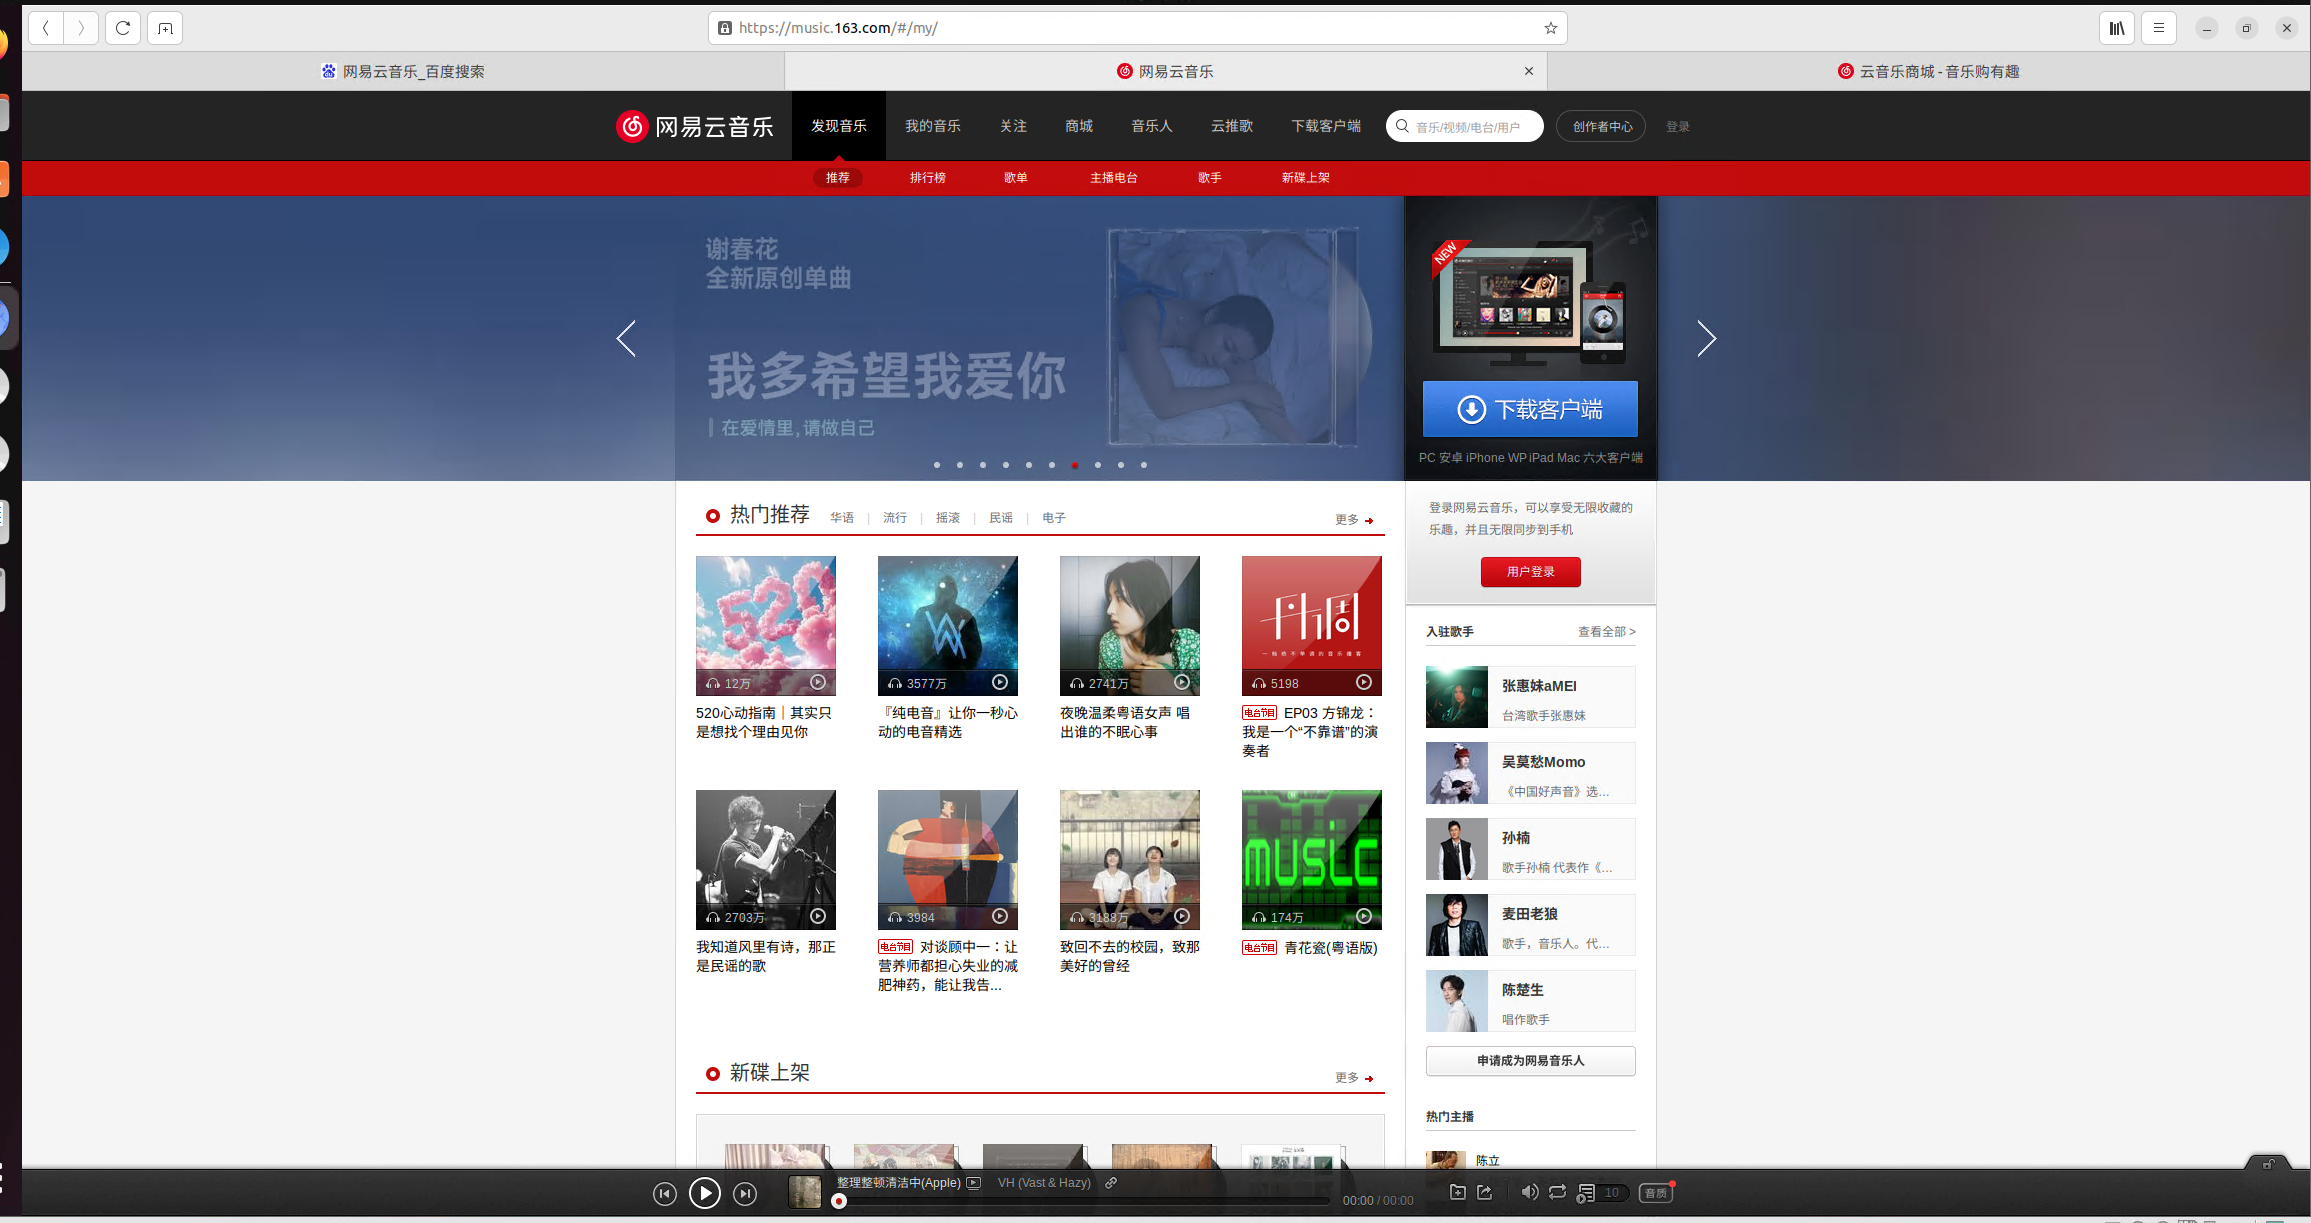 https://music.163.com/#/my/
网易云音乐_百度搜索
网易云音乐
云音乐商城 - 音乐购有趣
网易云音乐
发现音乐
我的音乐
关注
商城
音乐人
云推歌
下载客户端
音乐/视频/电台/用户
创作者中心
登录
推荐
排行榜
歌单
主播电台
歌手
新碟上架
谢春花
全新原创单曲
我多希望我爱你
在爱情里,请做自己
NEW
下载客户端
PC 安卓 iPhone WP iPad Mac 六大客户端
热门推荐
华语 | 流行 | 摇滚 | 民谣 | 电子
更多
登录网易云音乐，可以享受无限收藏的
乐趣，并且无限同步到手机
用户登录
520
12万
520心动指南｜其实只
是想找个理由见你
3577万
『纯电音』让你一秒心
动的电音精选
2741万
夜晚温柔粤语女声 唱
出谁的不眠心事
丹调
5198
电台节目 EP03 方锦龙：
我是一个“不靠谱”的演
奏者
2703万
我知道风里有诗，那正
是民谣的歌
3984
电台节目 对谈顾中一：让
营养师都担心失业的减
肥神药，能让我告...
3188万
致回不去的校园，致那
美好的曾经
music
174万
电台节目 青花瓷(粤语版)
入驻歌手
查看全部 >
张惠妹aMEI
台湾歌手张惠妹
吴莫愁Momo
《中国好声音》选...
孙楠
歌手孙楠 代表作《...
麦田老狼
歌手，音乐人。代...
陈楚生
唱作歌手
申请成为网易音乐人
新碟上架
更多
热门主播
陈立
整理整顿清洁中(Apple)
VH (Vast & Hazy)
00:00 / 00:00
10
音质